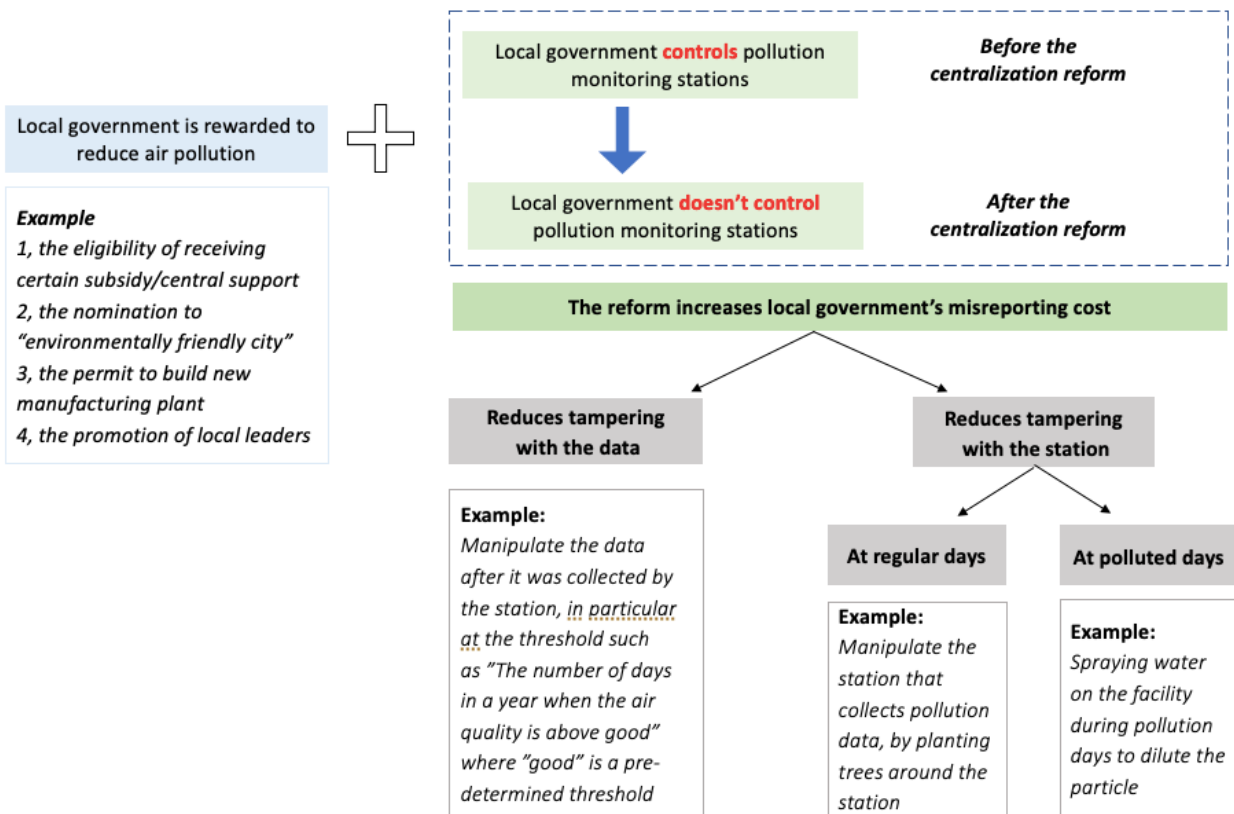 Local government is rewarded to
reduce air pollution
Example
1, the eligibility of receiving
certain subsidy/central support
2, the nomination to
“environmentally friendly city”
3, the permit to build new
manufacturing plant
4, the promotion of local leaders
Local government controls pollution
monitoring stations
Before the
centralization reform
Local government doesn’t control
pollution monitoring stations
After the
centralization reform
The reform increases local government’s misreporting cost
Reduces tampering
with the data
Example:
Manipulate the data
after it was collected by
the station, in particular
at the threshold such
as ”The number of days
in a year when the air
quality is above good”
where ”good” is a pre-
determined threshold
Reduces tampering
with the station
At regular days
Example:
Manipulate the
station that
collects pollution
data, by planting
trees around the
station
At polluted days
Example:
Spraying water
on the facility
during pollution
days to dilute the
particle